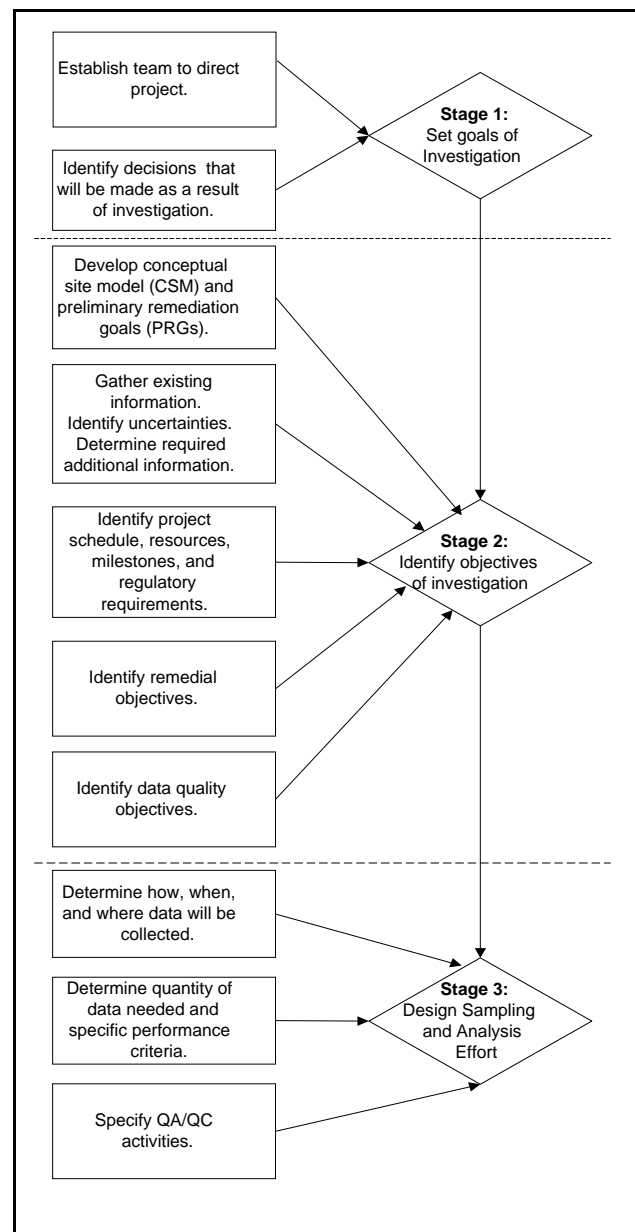 Establish team to direct
project.
Stage 1:
Set goals of
Investigation
Identify decisions that
will be made as a result
of investigation.
Develop conceptual
site model (CSM) and
preliminary remediation
goals (PRGs).
Gather existing
information.
Identify uncertainties.
Determine required
additional information.
Identify project
schedule, resources,
milestones, and
regulatory
requirements.
Stage 2:
Identify objectives
of investigation
Identify remedial
objectives.
Identify data quality
objectives.
Determine how, when,
and where data will be
collected.
Determine quantity of
data needed and
specific performance
criteria.
Stage 3:
Design Sampling
and Analysis
Effort
Specify QA/QC
activities.